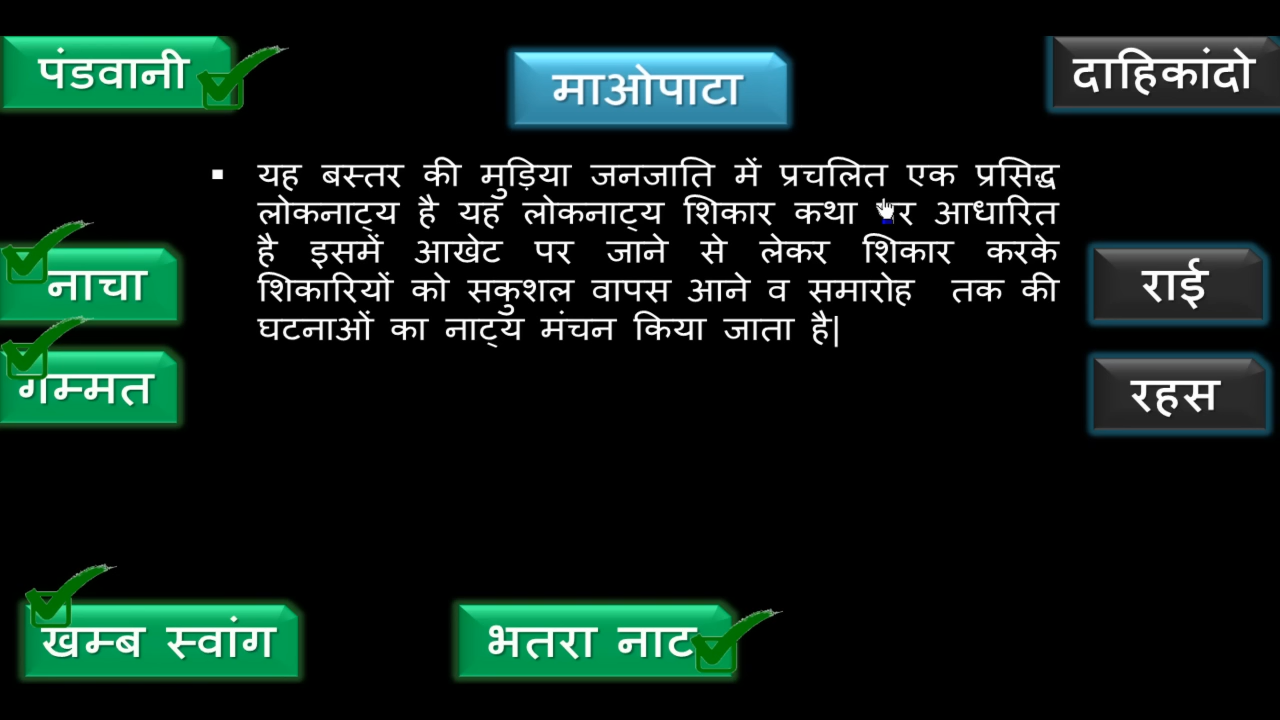 पंडवानी
माओपाटा
दाहिकांदो
यह बस्तर की मुड़िया जनजाति में प्रचलित एक प्रसिद्ध
लोकनाट्य है यह लोकनाट्य शिकार कथा पर आधारित
है इसमें आखेट पर जाने से लेकर शिकार करके
शिकारियों को सकुशल वापस आने व समारोह तक की
घटनाओं का नाट्य मंचन किया जाता है|
नाचा
राई
गम्मत
रहस
खम्ब स्वांग
भतरा नाट